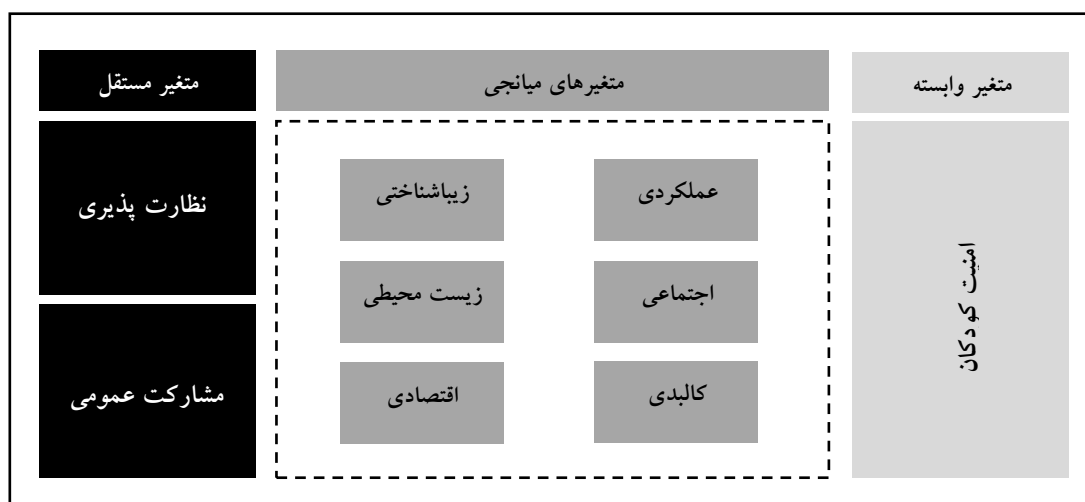 متغیر وابسته
متغیرهای میانجی
متغیر مستقل
امنیت کودکان
عملکردی
زیباشناختی
اجتماعی
زیست محیطی
کالبدی
اقتصادی
نظارت پذیری
مشارکت عمومی